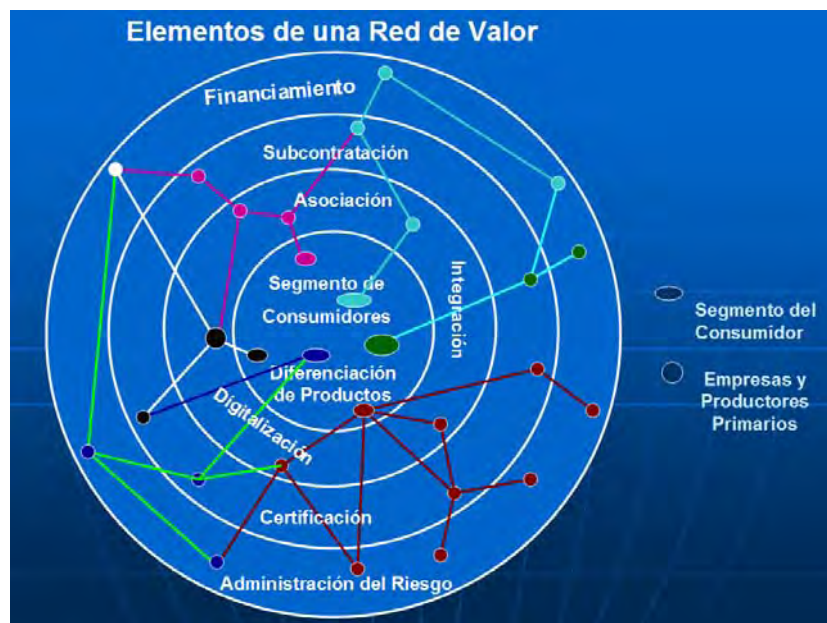 Elementos de una Red de Valor
Financiamiento
Subcontratación
Asociación
Segmento de
Consumidores
Integración
Diferenciación
de Productos
Digitalización
Certificación
Administración del Riesgo
Segmento del
Consumidor
Empresas y
Productores
Primarios